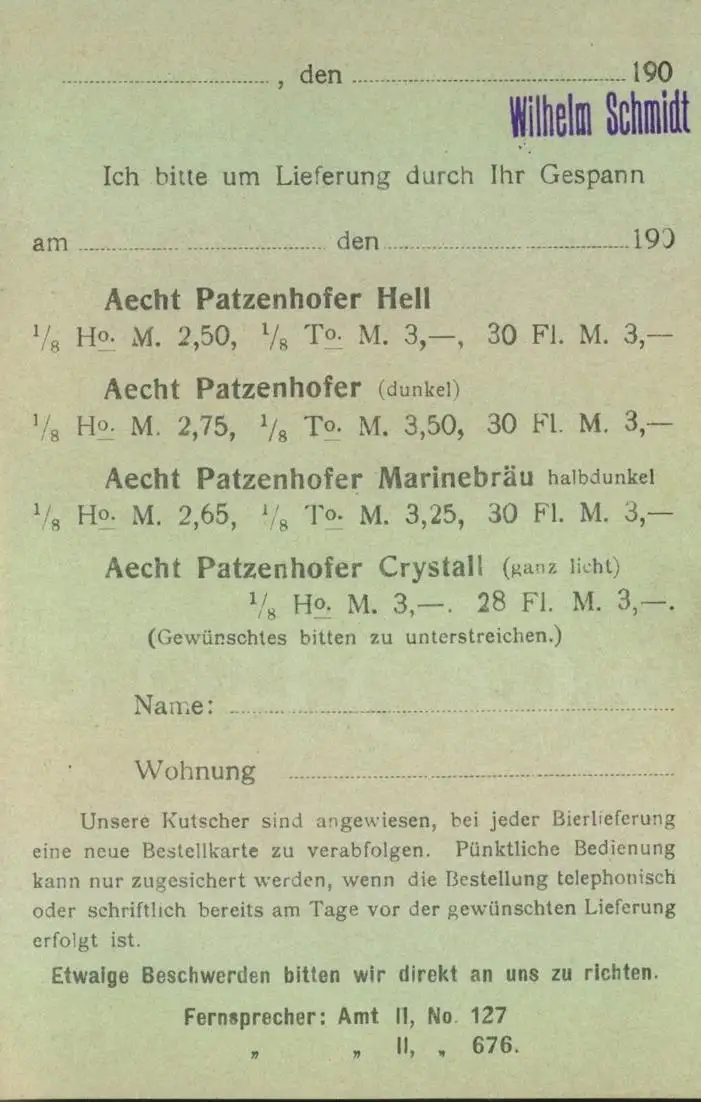 ..............................., den ........................................190
Wilhelm Schmidt
Ich bitte um Lieferung durch Ihr Gespann
am .................................... den ....................................190
Aecht Patzenhofer Hell
1/8 Ho. M. 2,50, 1/8 To. M. 3,—, 30 Fl. M. 3,—
Aecht Patzenhofer (dunkel)
1/8 Ho. M. 2,75, 1/8 To. M. 3,50, 30 Fl. M. 3,—
Aecht Patzenhofer Marinebräu halbdunkel
1/8 Ho. M. 2,65, 1/8 To. M. 3,25, 30 Fl. M. 3,—
Aecht Patzenhofer Crystall (ganz licht)
1/8 Ho. M. 3,—. 28 Fl. M. 3,—.
(Gewünschtes bitten zu unterstreichen.)
Name: ....................................................................
Wohnung ..........................................................
Unsere Kutscher sind angewiesen, bei jeder Bierlieferung
eine neue Bestellkarte zu verabfolgen. Pünktliche Bedienung
kann nur zugesichert werden, wenn die Bestellung telephonisch
oder schriftlich bereits am Tage vor der gewünschten Lieferung
erfolgt ist.
Etwaige Beschwerden bitten wir direkt an uns zu richten.
Fernsprecher: Amt II, No. 127
„ „ II, „ 676.